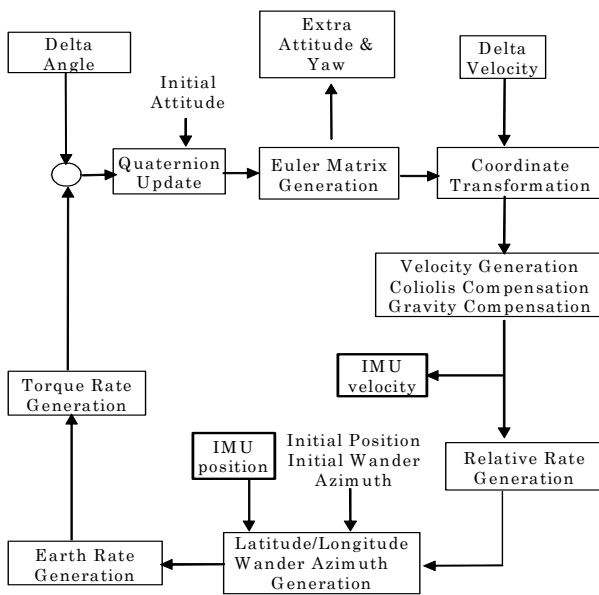 Delta
Angle
Extra
Attitude &
Yaw
Delta
Velocity
Initial
Attitude
Quaternion
Update
Euler Matrix
Generation
Coordinate
Transformation
Velocity Generation
Coliolis Compensation
Gravity Compensation
IMU
velocity
Torque Rate
Generation
IMU
position
Initial Position
Initial Wander
Azimuth
Relative Rate
Generation
Earth Rate
Generation
Latitude/Longitude
Wander Azimuth
Generation